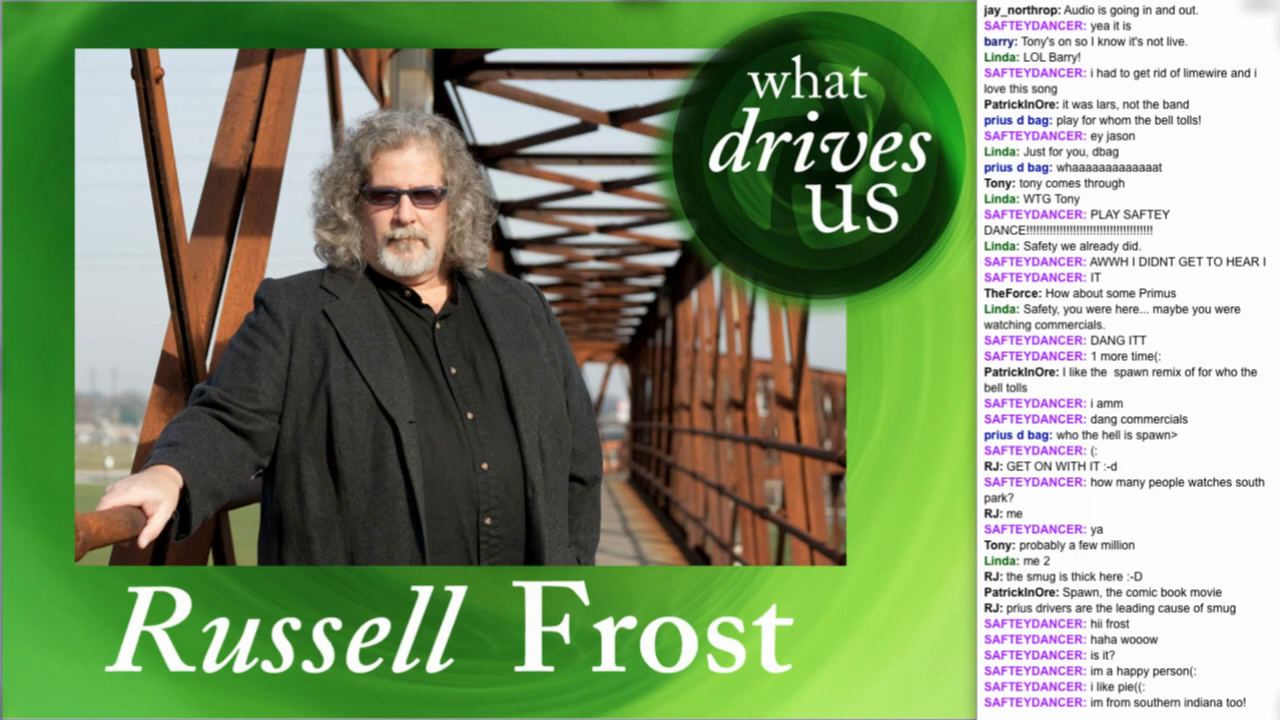 what
drives
us
Russell Frost
jay_northrop: Audio is going in and out.
SAFTEYDANCER: yea it is
barry: Tony's on so I know it's not live.
Linda: LOL Barry!
SAFTEYDANCER: i had to get rid of limewire and i
love this song
PatrickInOre: it was lars, not the band
prius d bag: play for whom the bell tolls!
SAFTEYDANCER: ey jason
Linda: Just for you, dbag
prius d bag: whaaaaaaaaaaaaat
Tony: tony comes through
Linda: WTG Tony
SAFTEYDANCER: PLAY SAFTEY
DANCE!!!!!!!!!!!!!!!!!!!!!!!!!!!!!!!!!!!!!!
Linda: Safety we already did.
SAFTEYDANCER: AWWH I DIDNT GET TO HEAR I
SAFTEYDANCER: IT
TheForce: How about some Primus
Linda: Safety, you were here... maybe you were
watching commercials.
SAFTEYDANCER: DANG ITT
SAFTEYDANCER: 1 more time(:
PatrickInOre: I like the  spawn remix of for who the
bell tolls
SAFTEYDANCER: i amm
SAFTEYDANCER: dang commercials
prius d bag: who the hell is spawn>
SAFTEYDANCER: (:
RJ: GET ON WITH IT :-d
SAFTEYDANCER: how many people watches south
park?
RJ: me
SAFTEYDANCER: ya
Tony: probably a few million
Linda: me 2
RJ: the smug is thick here :-D
PatrickInOre: Spawn, the comic book movie
RJ: prius drivers are the leading cause of smug
SAFTEYDANCER: hii frost
SAFTEYDANCER: haha wooow
SAFTEYDANCER: is it?
SAFTEYDANCER: im a happy person(:
SAFTEYDANCER: i like pie((:
SAFTEYDANCER: im from southern indiana too!